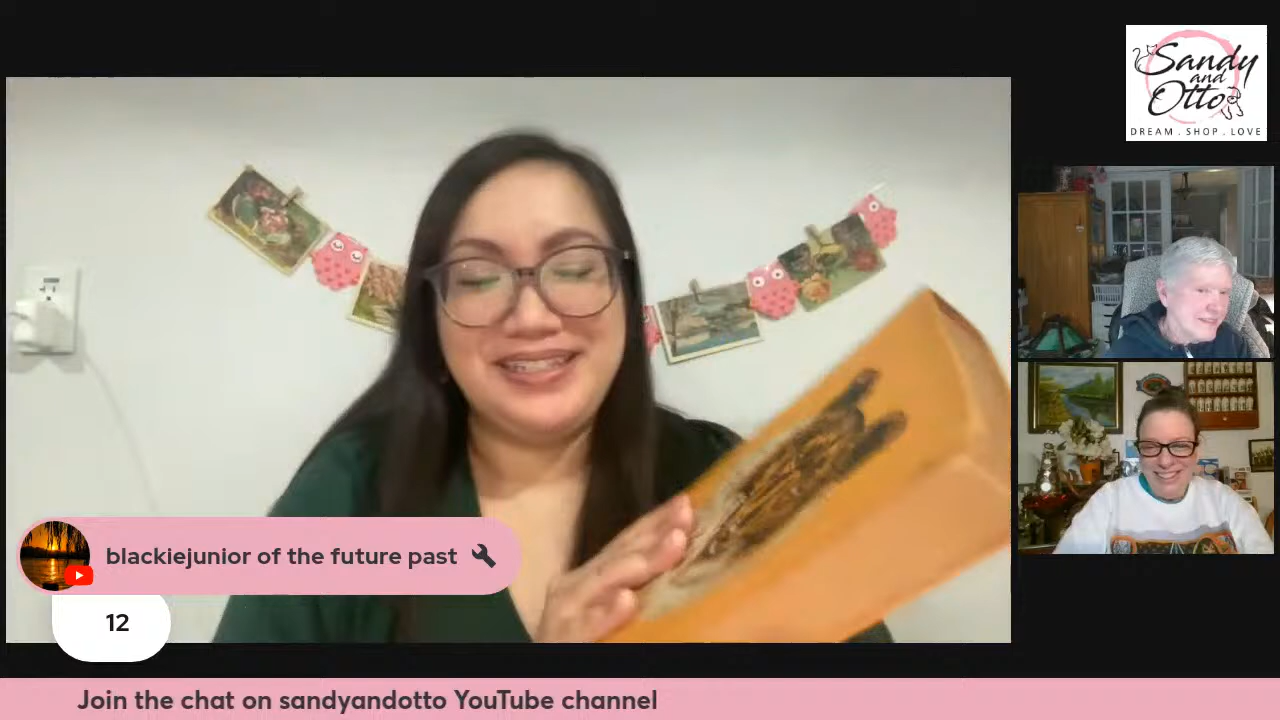 Sandy
and
Otto
DREAM . SHOP . LOVE
blackiejunior of the future past
12
Join the chat on sandyandotto YouTube channel